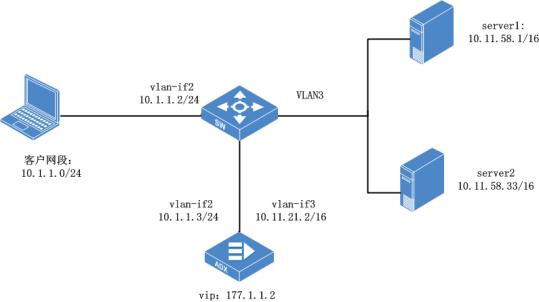 server1:
10.11.58.1/16
vlan-if2
10.1.1.2/24
VLAN3
SW
客户网段：
10.1.1.0/24
server2
10.11.58.33/16
vlan-if2
10.1.1.3/24
vlan-if3
10.11.21.2/16
ADX
vip：177.1.1.2